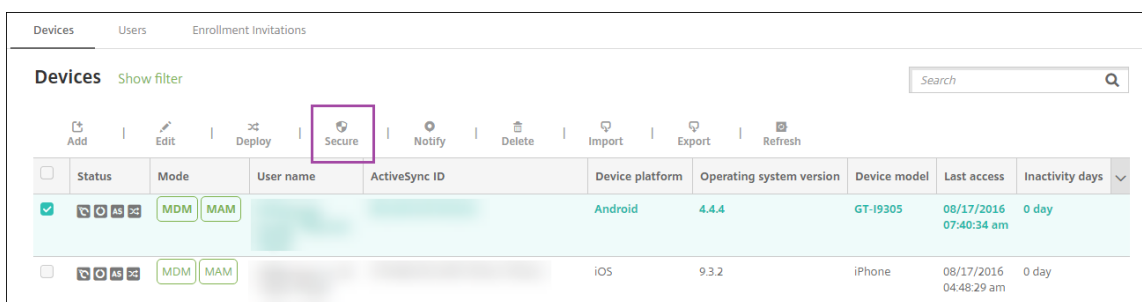 Devices Users Enrollment Invitations
Devices Show filter
Search
Add | Edit | Deploy | Secure | Notify | Delete | Import | Export | Refresh
Status Mode User name ActiveSync ID Device platform Operating system version Device model Last access Inactivity days
AS MDM MAM Android 4.4.4 GT-I9305 08/17/2016 0 day
07:40:34 am
AS MDM MAM iOS 9.3.2 iPhone 08/17/2016 0 day
04:48:29 am